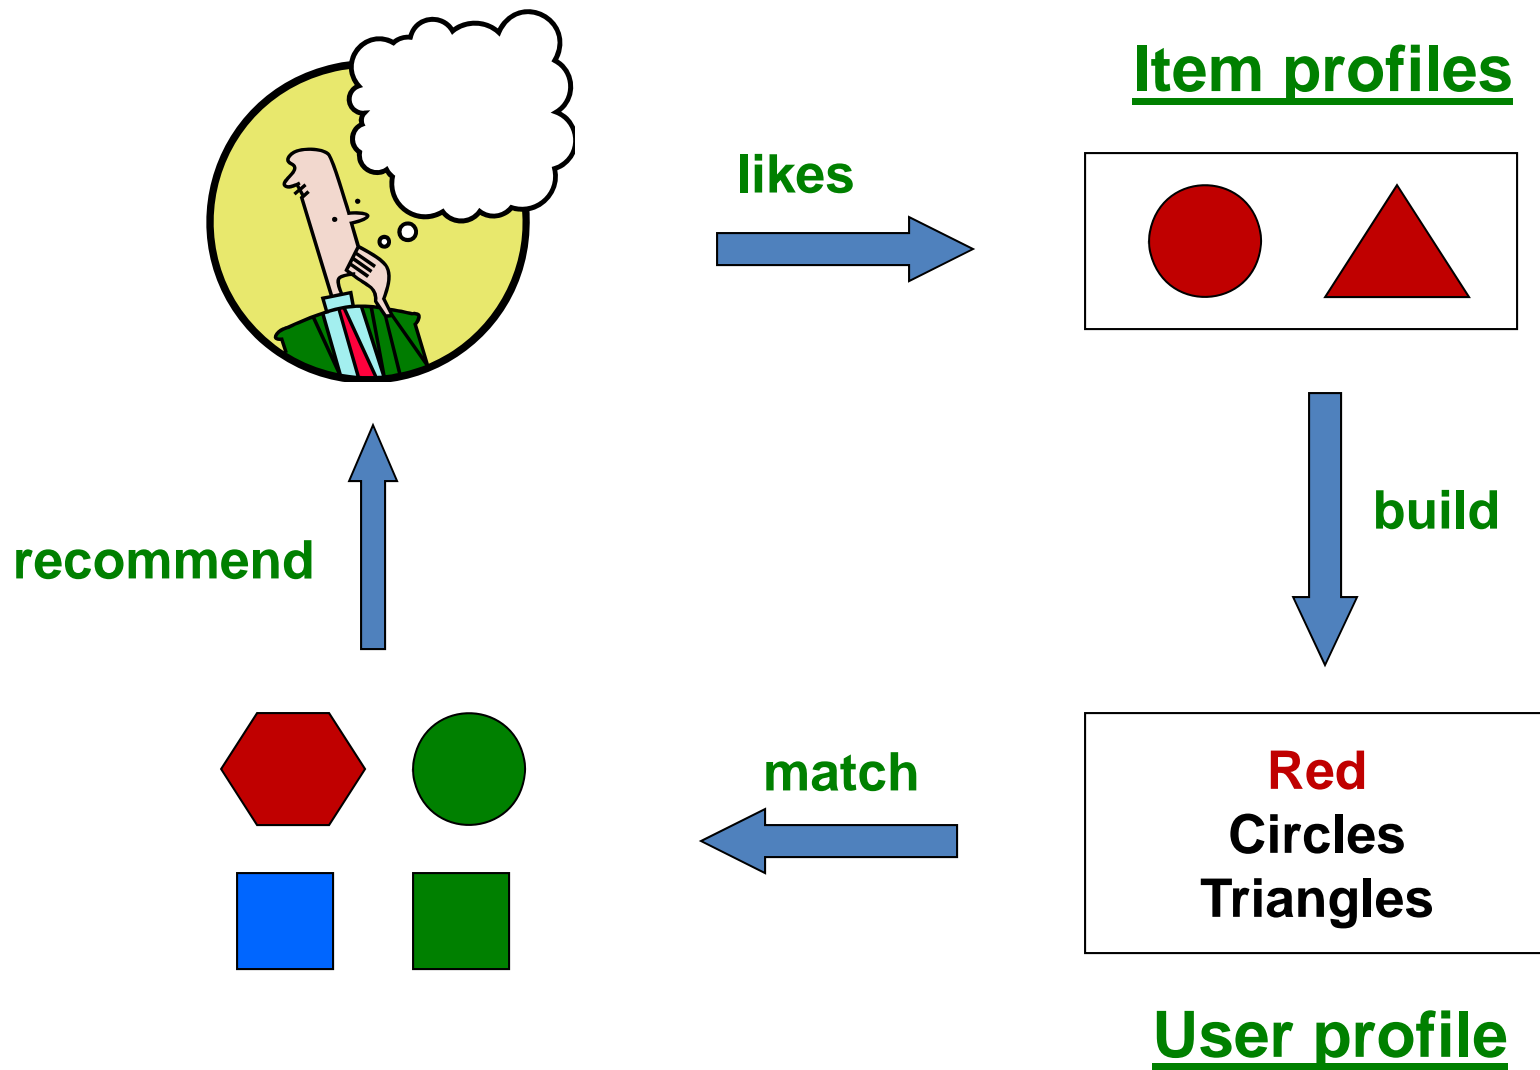 Item profiles
likes
build
recommend
match
Red
Circles
Triangles
User profile